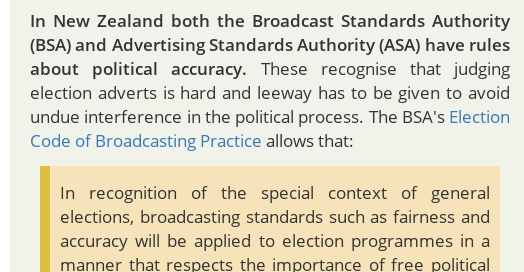 In New Zealand both the Broadcast Standards Authority
(BSA) and Advertising Standards Authority (ASA) have rules
about political accuracy. These recognise that judging
election adverts is hard and leeway has to be given to avoid
undue interference in the political process. The BSA's Election
Code of Broadcasting Practice allows that:
In recognition of the special context of general
elections, broadcasting standards such as fairness and
accuracy will be applied to election programmes in a
manner that respects the importance of free political